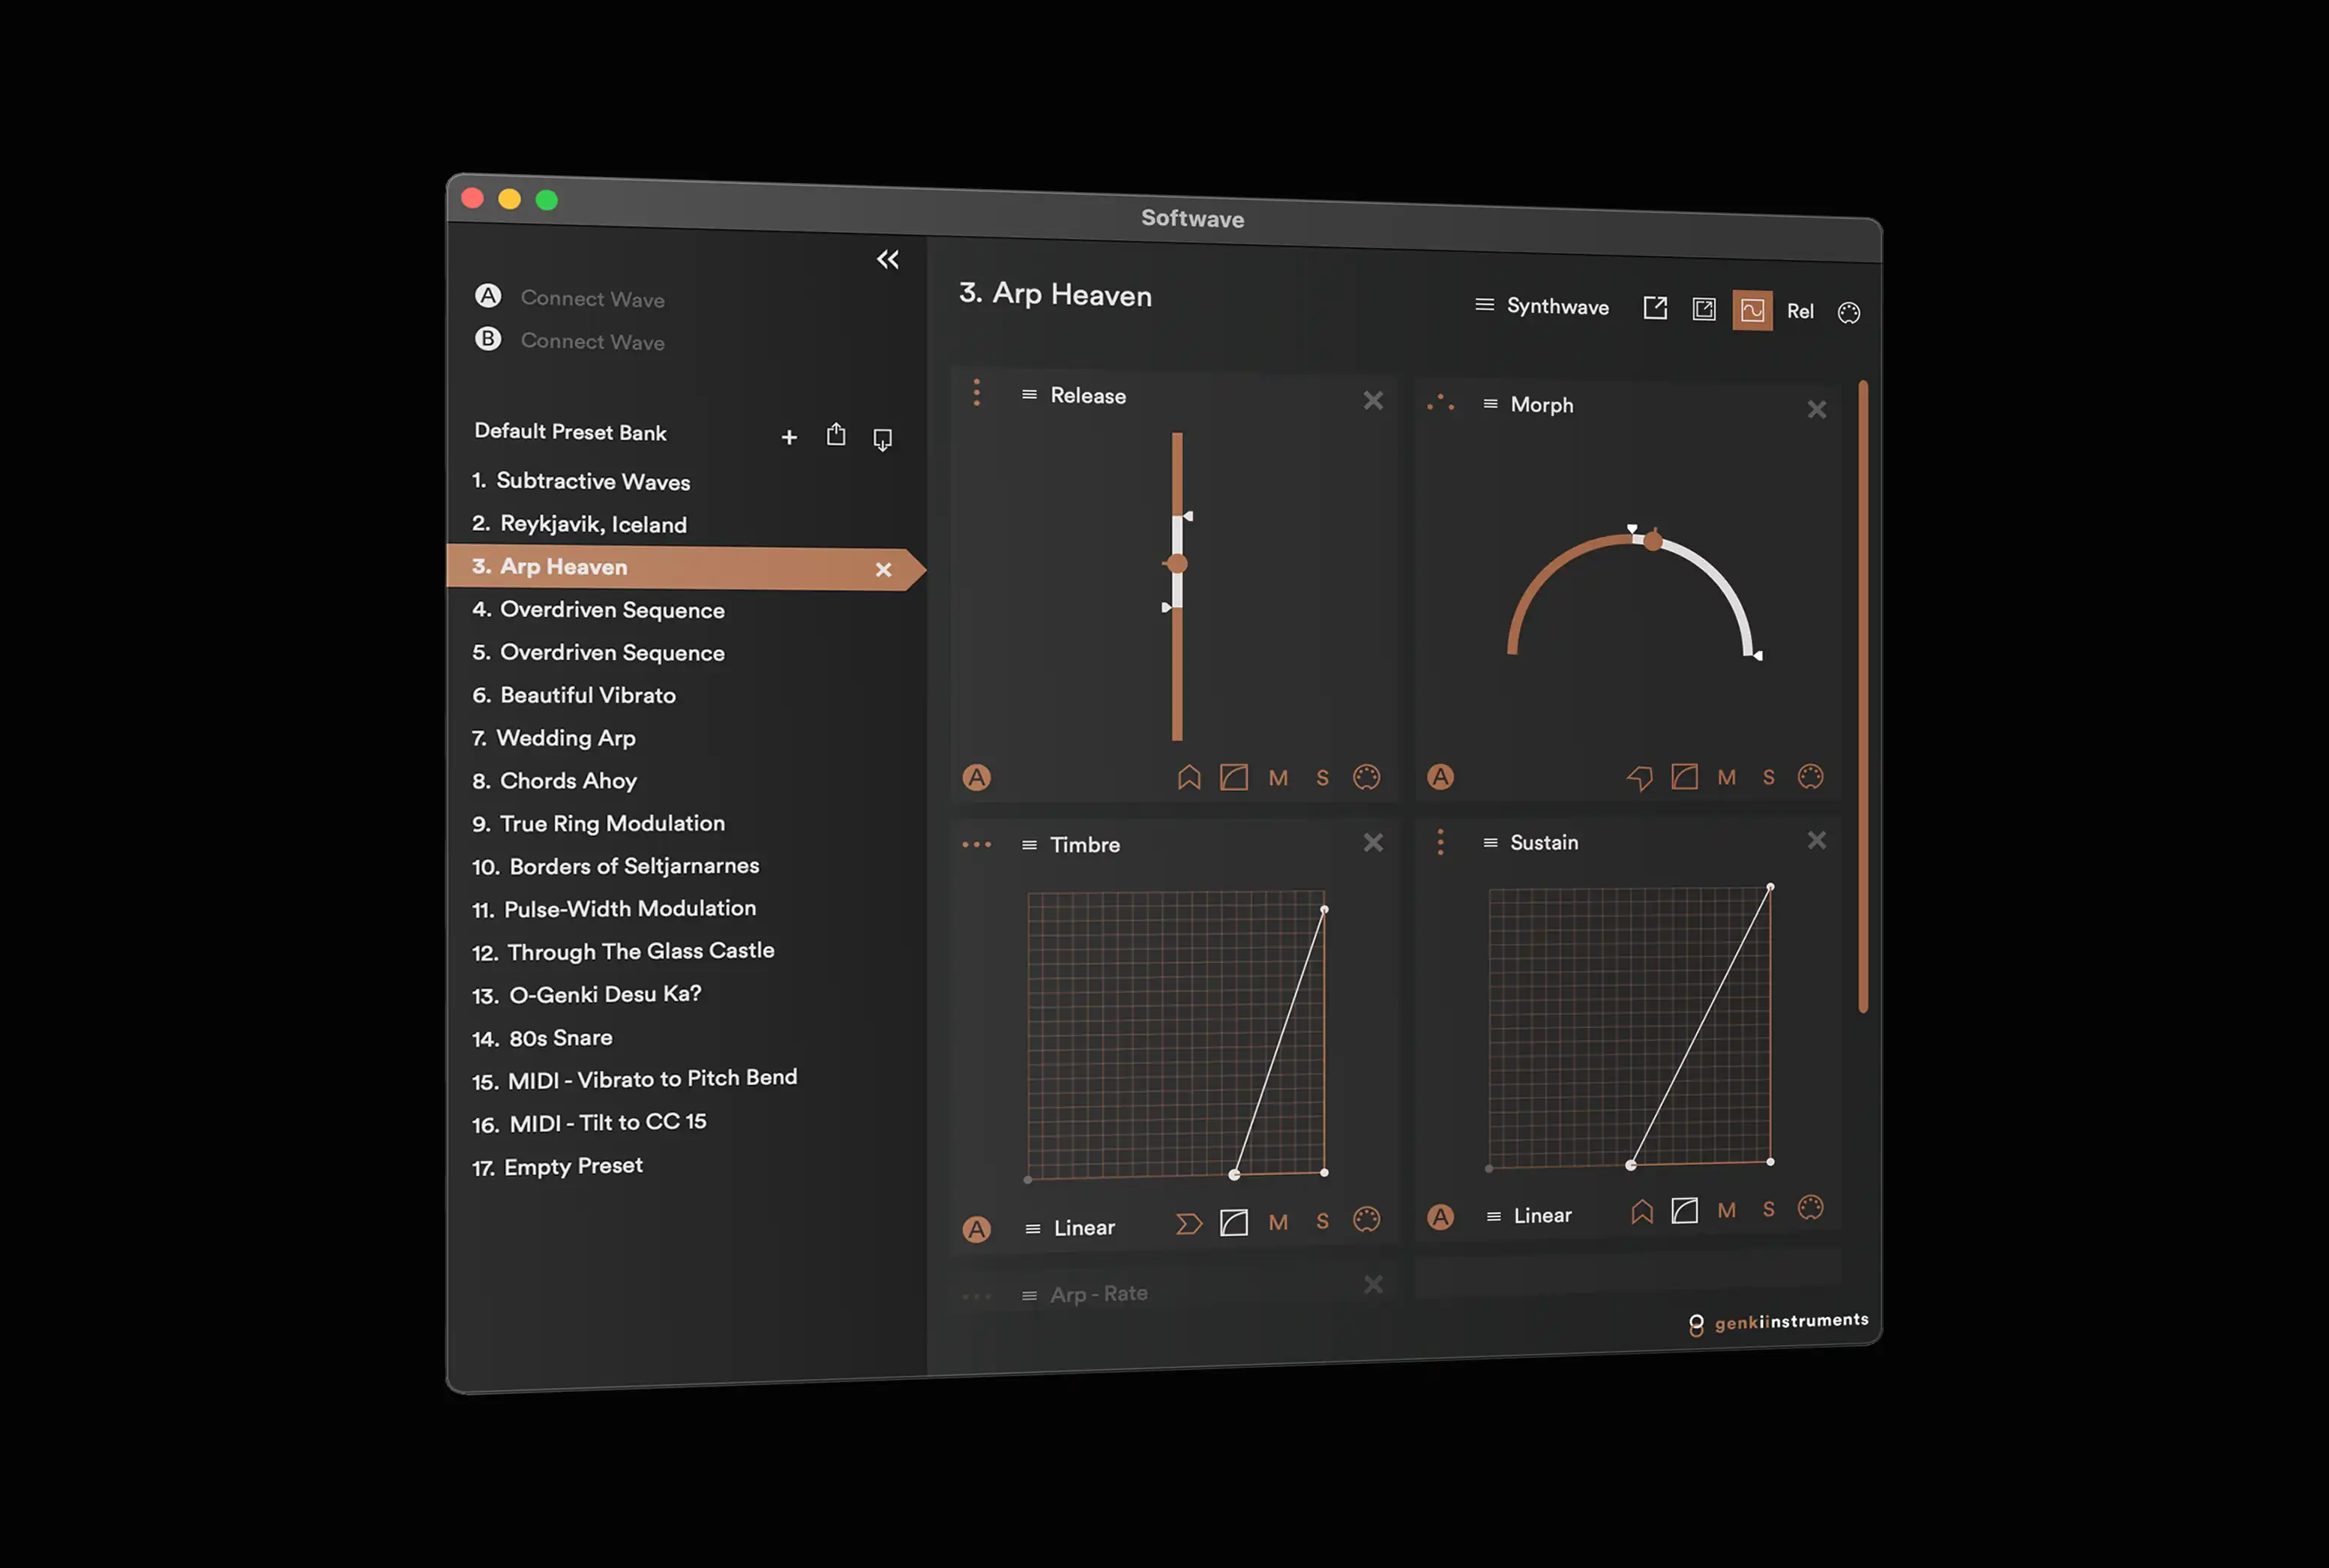 Softwave
A Connect Wave
B Connect Wave
Default Preset Bank
1. Subtractive Waves
2. Reykjavik, Iceland
3. Arp Heaven
4. Overdriven Sequence
5. Overdriven Sequence
6. Beautiful Vibrato
7. Wedding Arp
8. Chords Ahoy
9. True Ring Modulation
10. Borders of Seltjarnarnes
11. Pulse-Width Modulation
12. Through The Glass Castle
13. O-Genki Desu Ka?
14. 80s Snare
15. MIDI - Vibrato to Pitch Bend
16. MIDI - Tilt to CC 15
17. Empty Preset
3. Arp Heaven
Synthwave Rel
Release
A M S
Morph
A M S
Timbre
A Linear M S
Sustain
A Linear M S
Arp - Rate
genkiinstruments